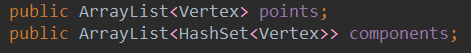 public ArrayList<Vertex> points;
public ArrayList<HashSet<Vertex>> components;